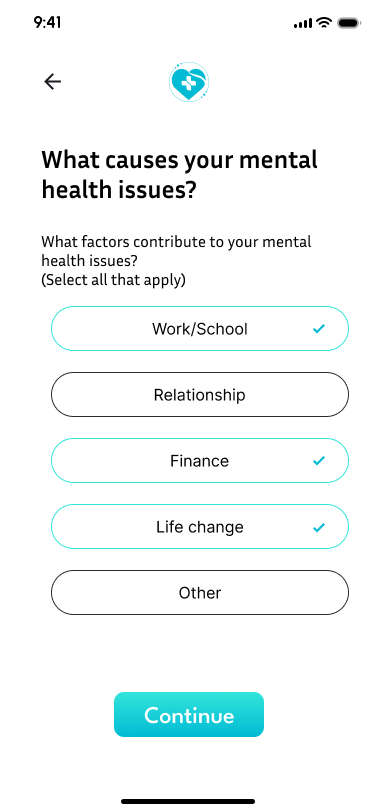 9:41
What causes your mental
health issues?
What factors contribute to your mental
health issues?
(Select all that apply)
Work/School
Relationship
Finance
Life change
Other
Continue